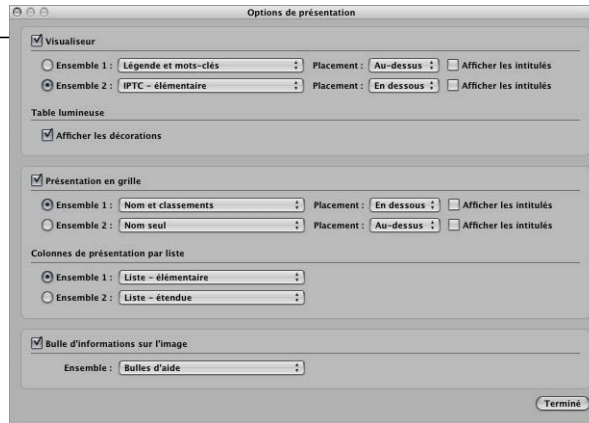 Options de présentation
Visualiseur
Ensemble 1 : Légende et mots-clés Placement : Au-dessus Afficher les intitulés
Ensemble 2 : IPTC – élémentaire Placement : En dessous Afficher les intitulés
Table lumineuse
Afficher les décorations
Présentation en grille
Ensemble 1 : Nom et classements Placement : En dessous Afficher les intitulés
Ensemble 2 : Nom seul Placement : Au-dessus Afficher les intitulés
Colonnes de présentation par liste
Ensemble 1 : Liste – élémentaire
Ensemble 2 : Liste – étendue
Bulle d'informations sur l'image
Ensemble : Bulles d'aide
Terminé